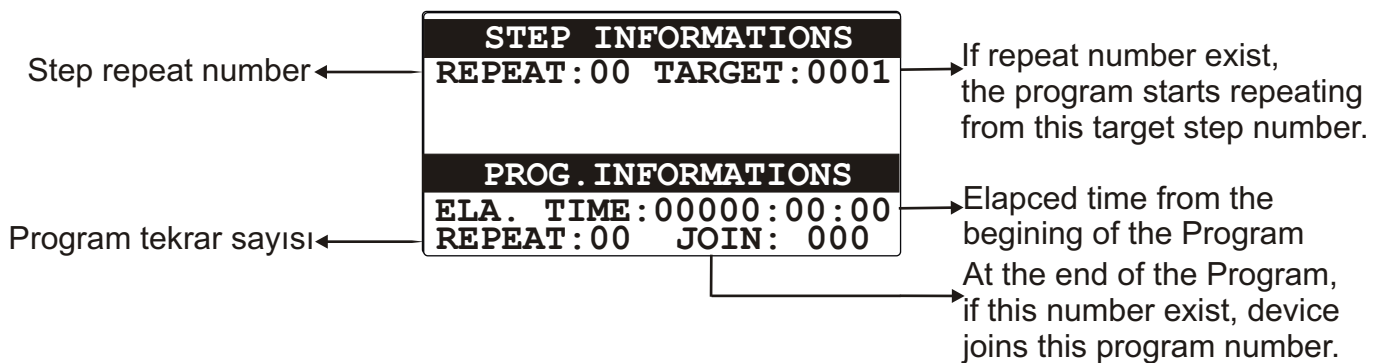 STEP INFORMATIONS
Step repeat number
REPEAT:00 TARGET:0001
If repeat number exist,
the program starts repeating
from this target step number.
PROG.INFORMATIONS
ELA. TIME:00000:00:00
Elapced time from the
begining of the Program
Program tekrar sayısı
REPEAT:00 JOIN: 000
At the end of the Program,
if this number exist, device
joins this program number.